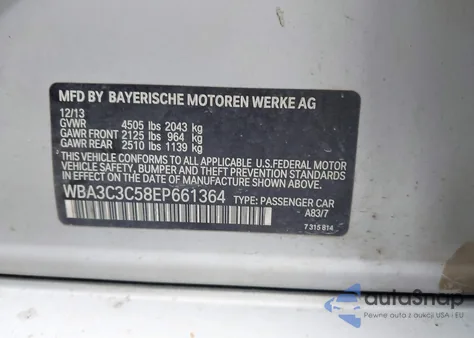 MFD BY BAYERISCHE MOTOREN WERKE AG
12/13
GVWR 4505 lbs 2043 kg
GAWR FRONT 2125 lbs 964 kg
GAWR REAR 2510 lbs 1139 kg
THIS VEHICLE CONFORMS TO ALL APPLICABLE U.S.FEDERAL MOTOR
VEHICLE SAFETY, BUMPER, AND THEFT PREVENTION STANDARDS IN
EFFECT ON THE DATE OF MANUFACTURE SHOWN ABOVE.
WBA3C3C58EP661364 TYPE: PASSENGER CAR
A83/7
7 315 814
autoSnap
Pewne auta z dostawą z USA i EU